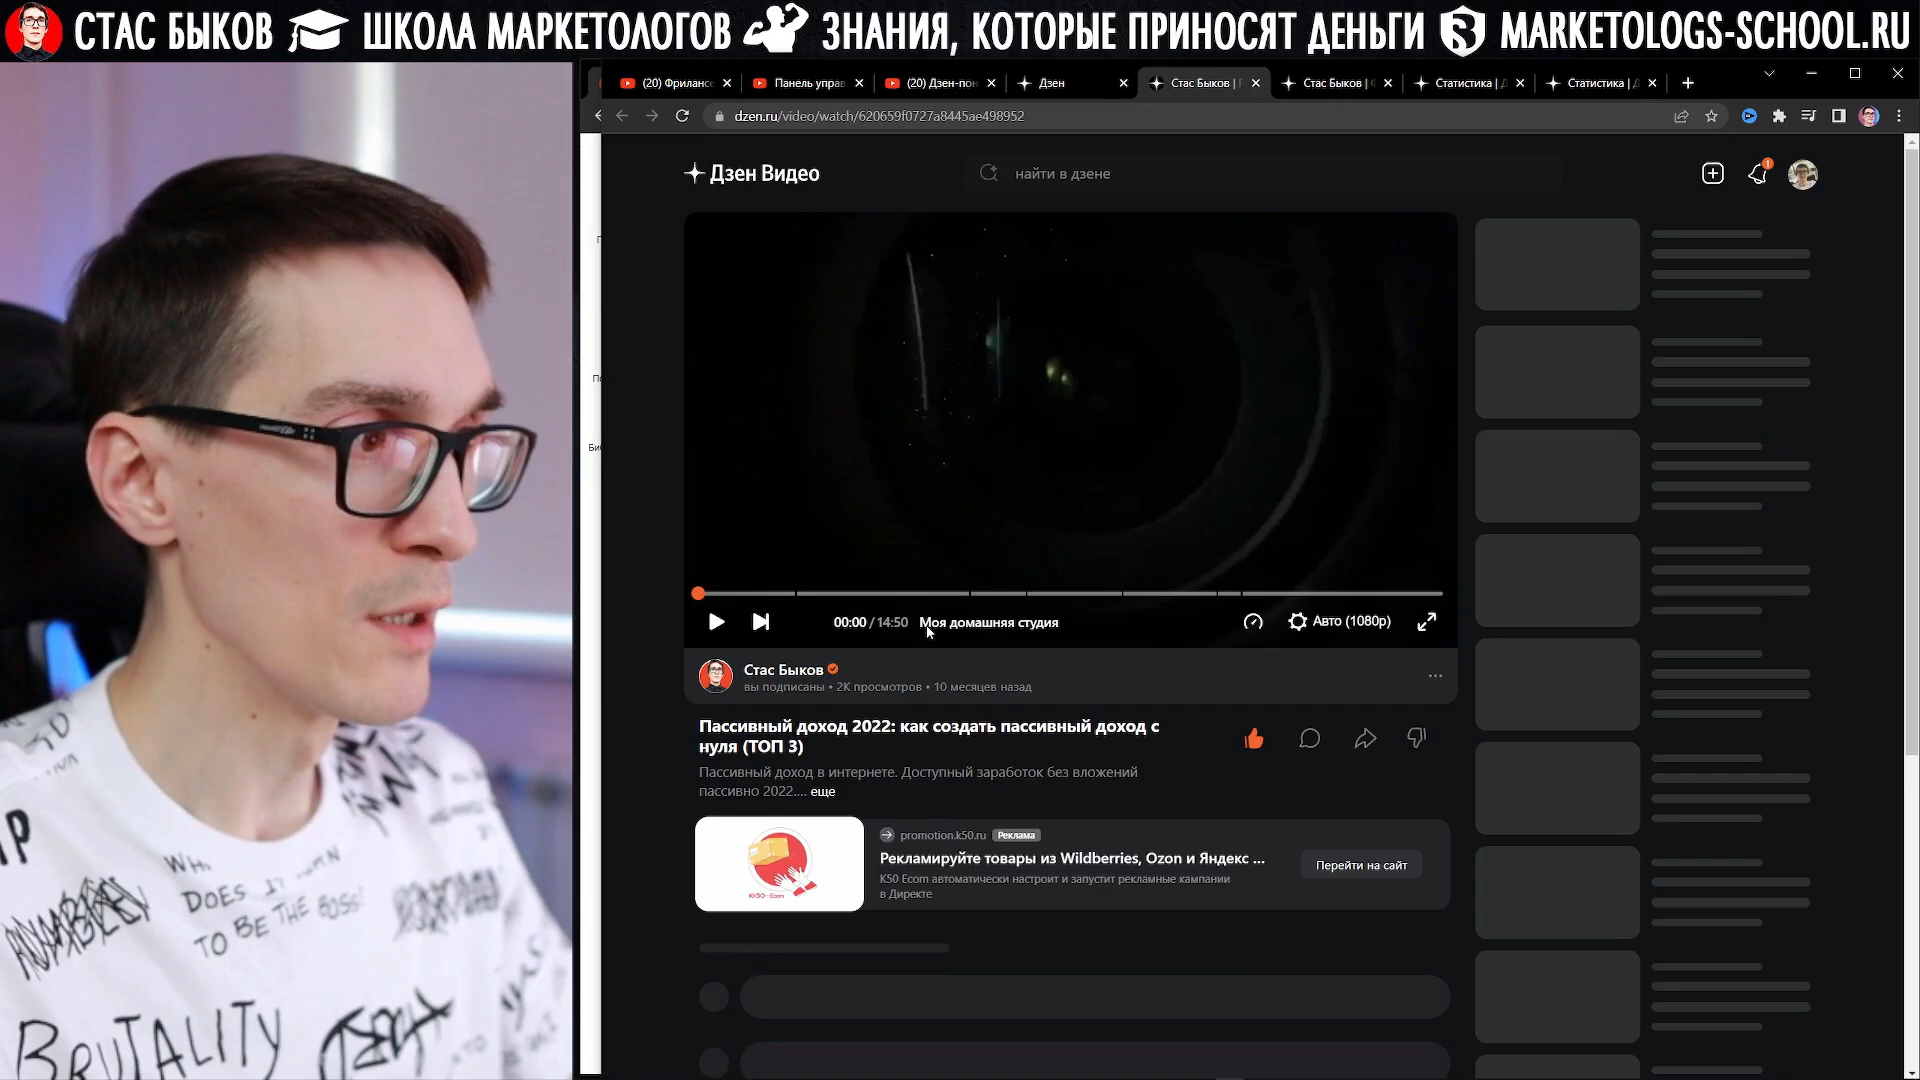 СТАС БЫКОВ ШКОЛА МАРКЕТОЛОГОВ ЗНАНИЯ, КОТОРЫЕ ПРИНОСЯТ ДЕНЬГИ MARKETOLOGS-SCHOOL.RU
(20) Фриланс Панель управ (20) Дзен-пон Дзен Стас Быков | Стас Быков | Статистика | Статистика |
dzen.ru/video/watch/620659f0727a8445ae498952
Дзен Видео
найти в дзене
1
00:00 / 14:50 Моя домашняя студия
Авто (1080p)
Стас Быков
вы подписаны • 2K просмотров • 10 месяцев назад
Пассивный доход 2022: как создать пассивный доход с
нуля (ТОП 3)
Пассивный доход в интернете. Доступный заработок без вложений
пассивно 2022.... еще
promotion.k50.ru Реклама
Рекламируйте товары из Wildberries, Ozon и Яндекс ...
K50 Ecom автоматически настроит и запустит рекламные кампании
в Директе
Перейти на сайт
DOES IT
TO BE THE BOSS?
BRUTALITY